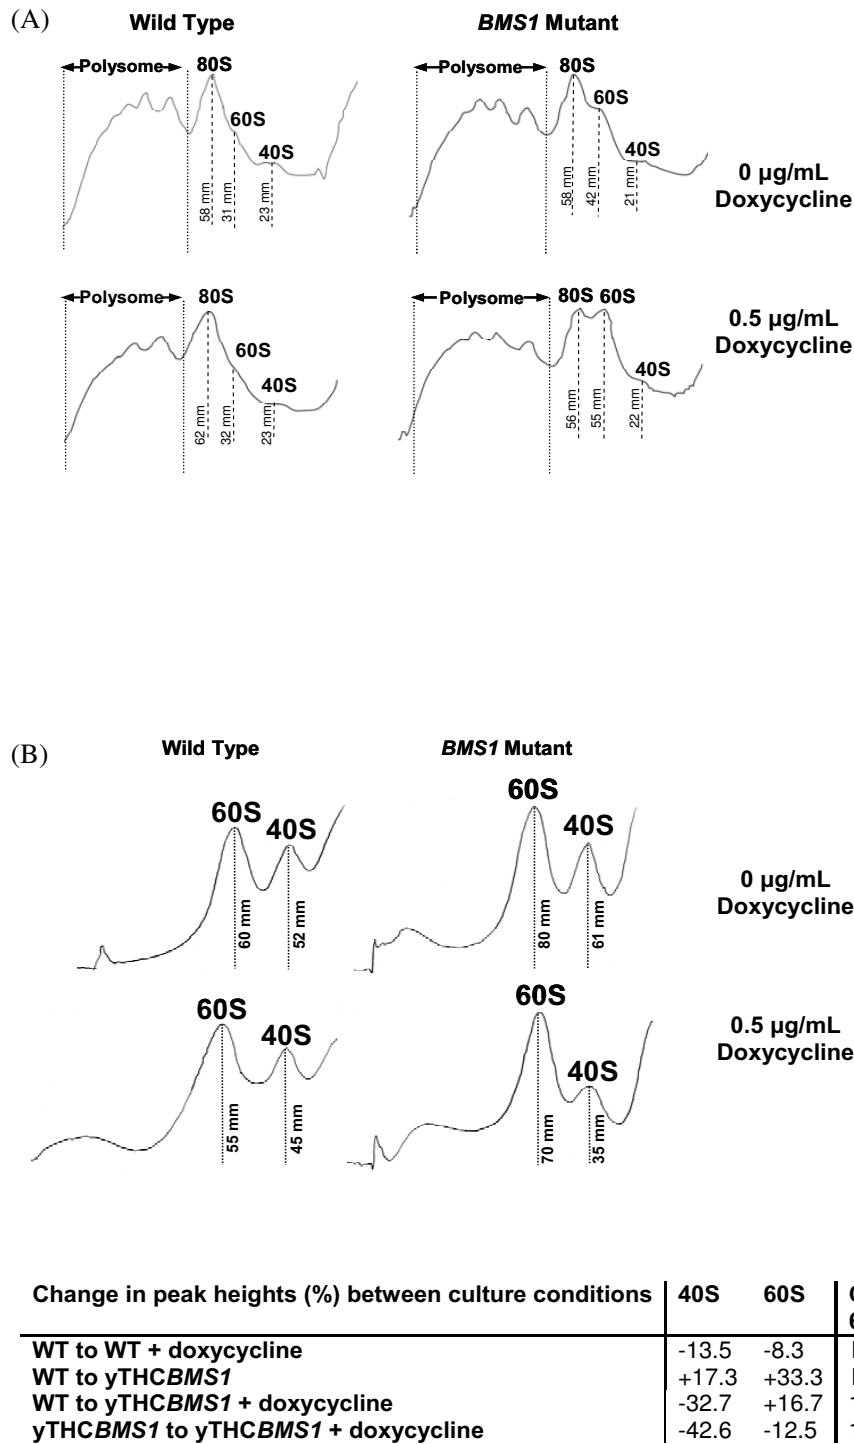 (A)
Wild Type
BMS1 Mutant
Polysome
80S
60S
40S
58 mm
31 mm
23 mm
Polysome
80S
60S
40S
58 mm
42 mm
21 mm
0 µg/mL
Doxycycline
Polysome
80S
60S
40S
62 mm
32 mm
23 mm
Polysome
80S 60S
40S
56 mm
55 mm
22 mm
0.5 µg/mL
Doxycycline
(B)
Wild Type
BMS1 Mutant
60S
40S
60 mm
52 mm
60S
40S
80 mm
61 mm
0 µg/mL
Doxycycline
60S
40S
55 mm
45 mm
60S
40S
70 mm
35 mm
0.5 µg/mL
Doxycycline
Change in peak heights (%) between culture conditions 40S 60S
WT to WT + doxycycline -13.5 -8.3
WT to yTHCBMS1 +17.3 +33.3
WT to yTHCBMS1 + doxycycline -32.7 +16.7
yTHCBMS1 to yTHCBMS1 + doxycycline -42.6 -12.5